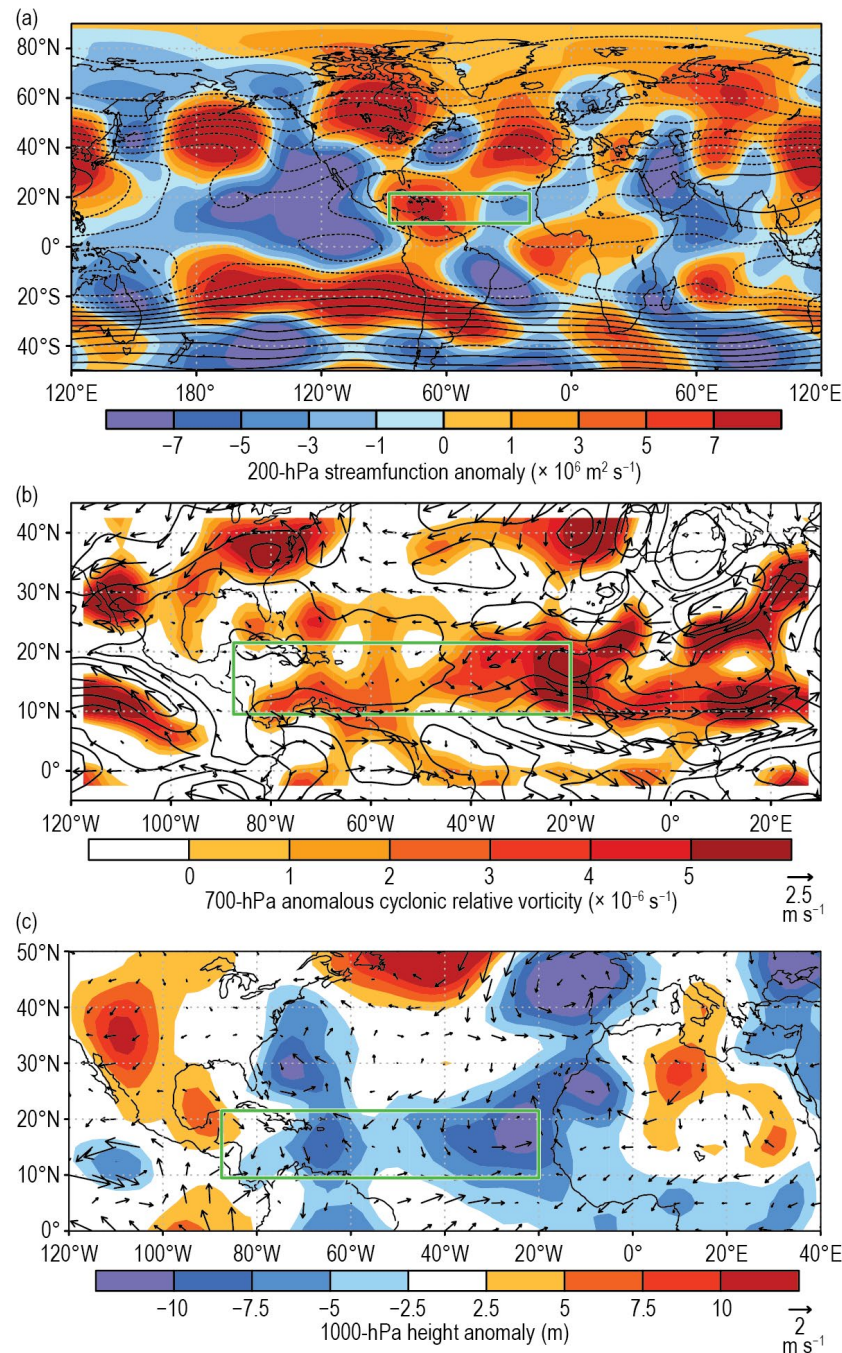 (a)
80°N
60°N
40°N
20°N
0°
20°S
40°S
120°E 180° 120°W 60°W 0° 60°E 120°E
−7 −5 −3 −1 0 1 3 5 7
200-hPa streamfunction anomaly (× 10⁶ m² s⁻¹)
(b)
40°N
30°N
20°N
10°N
0°
120°W 100°W 80°W 60°W 40°W 20°W 0° 20°E
0 1 2 3 4 5
700-hPa anomalous cyclonic relative vorticity (× 10⁻⁶ s⁻¹)
2.5
m s⁻¹
(c)
50°N
40°N
30°N
20°N
10°N
0°
120°W 100°W 80°W 60°W 40°W 20°W 0° 20°E 40°E
−10 −7.5 −5 −2.5 2.5 5 7.5 10
1000-hPa height anomaly (m)
2
m s⁻¹